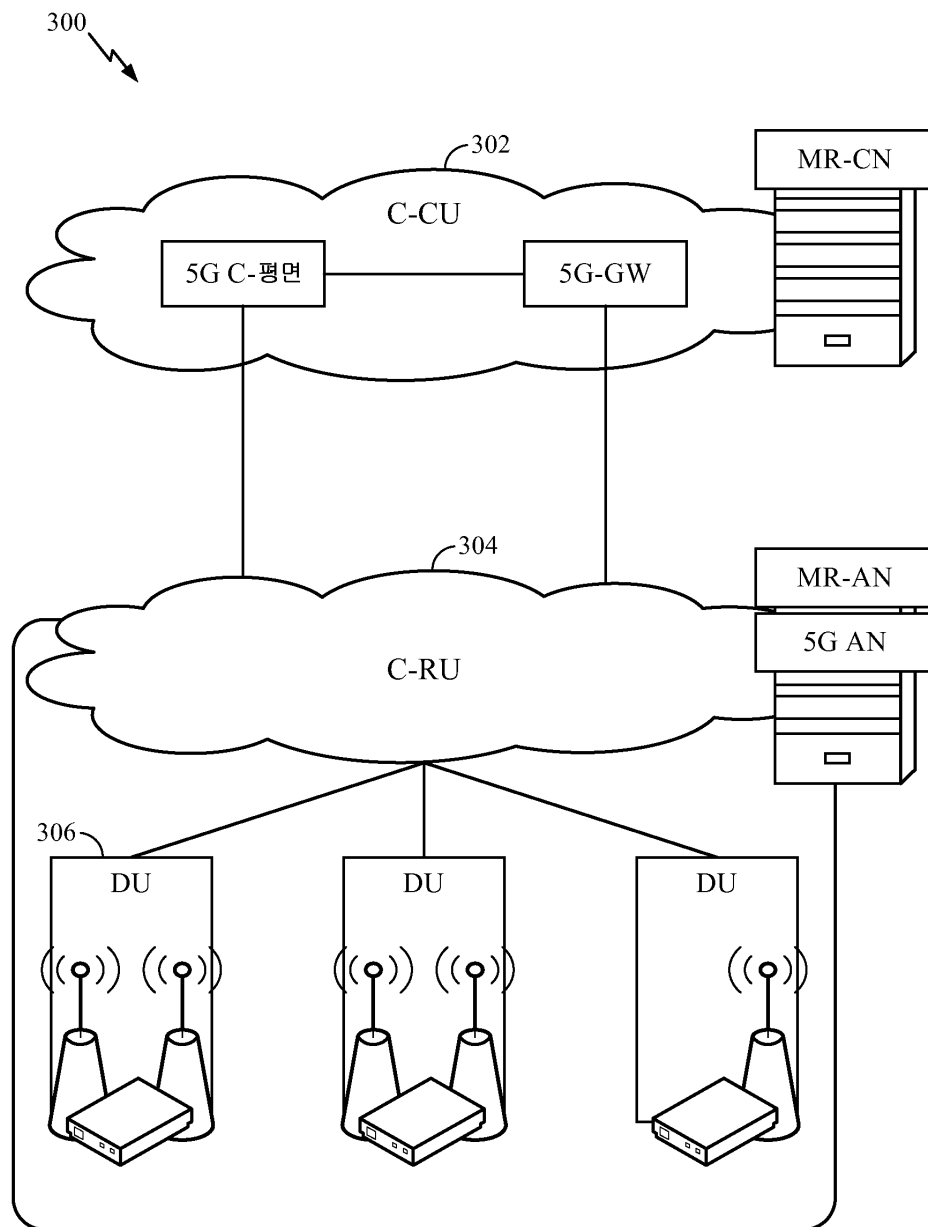 300
302
MR-CN
C-CU
5G C-평면
5G-GW
304
MR-AN
5G AN
C-RU
306
DU
DU
DU